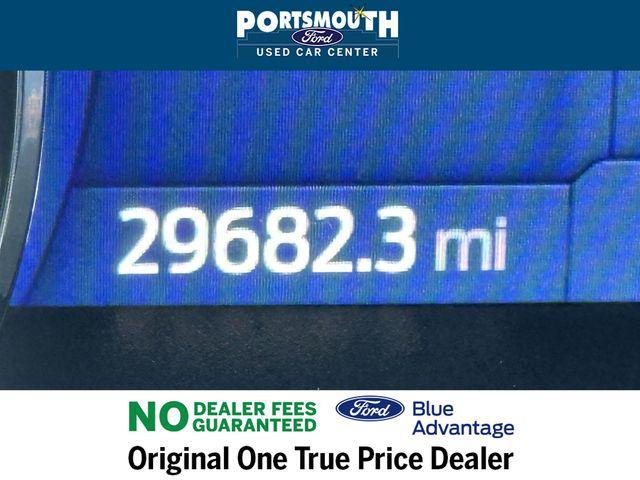 PORTSMOUTH
Ford
USED CAR CENTER
29682.3 mi
NO DEALER FEES
GUARANTEED
Ford Blue
Advantage
Original One True Price Dealer